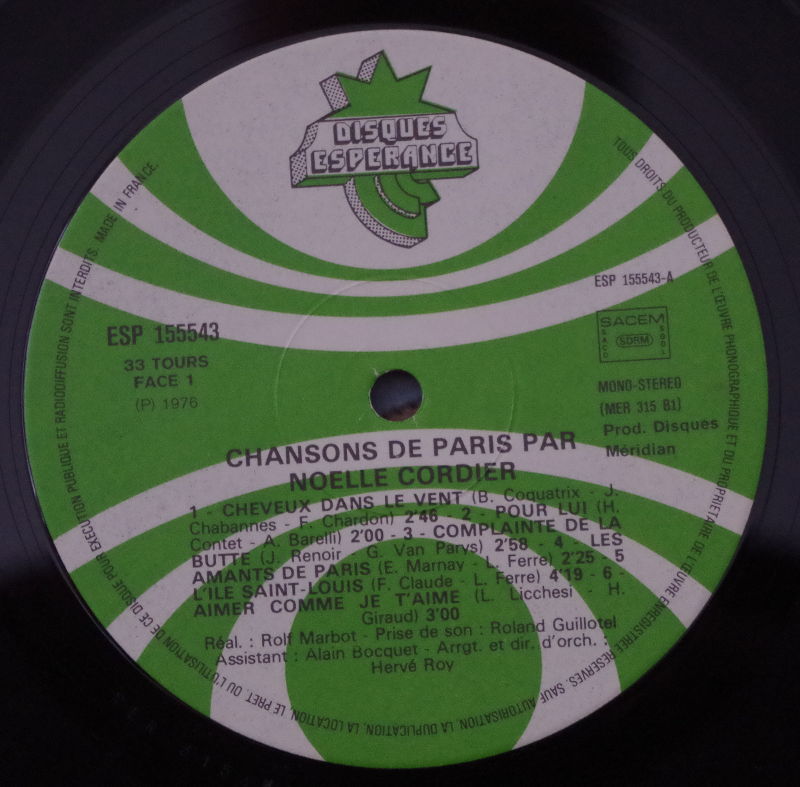 DISQUES
ESPERANCE
TOUS DROITS DU PRODUCTEUR DE L'ŒUVRE PHONOGRAPHIQUE ET DU PROPRIETAIRE DE L'ŒUVRE ENREGISTREE RESERVES. SAUF AUTORISATION, LA DUPLICATION, LA LOCATION, LE PRET, OU L'UTILISATION DE CE DISQUE POUR EXECUTION PUBLIQUE ET RADIODIFFUSION SONT INTERDITS. MADE IN FRANCE.
ESP 155543-A
ESP 155543
33 TOURS
FACE 1
(P) 1976
SACEM
SACD
SDRM
SGDL
MONO-STEREO
(MER 315 B1)
Prod. Disques
Méridian
CHANSONS DE PARIS PAR
NOELLE CORDIER
1 - CHEVEUX DANS LE VENT (B. Coquatrix - J.
Chabannes - F. Chardon) 2'46 - 2 - POUR LUI (H.
Contet - A. Barelli) 2'00 - 3 - COMPLAINTE DE LA
BUTTE (J. Renoir - G. Van Parys) 2'58 - 4 - LES
AMANTS DE PARIS (E. Marnay - L. Ferre) 2'25 - 5
L'ILE SAINT-LOUIS (F. Claude - L. Ferre) 4'19 - 6 -
AIMER COMME JE T'AIME (L. Licchesi - H.
Giraud) 3'00
Réal. : Rolf Marbot - Prise de son : Roland Guillotel
Assistant : Alain Bocquet - Arrgt. et dir. d'orch. :
Hervé Roy